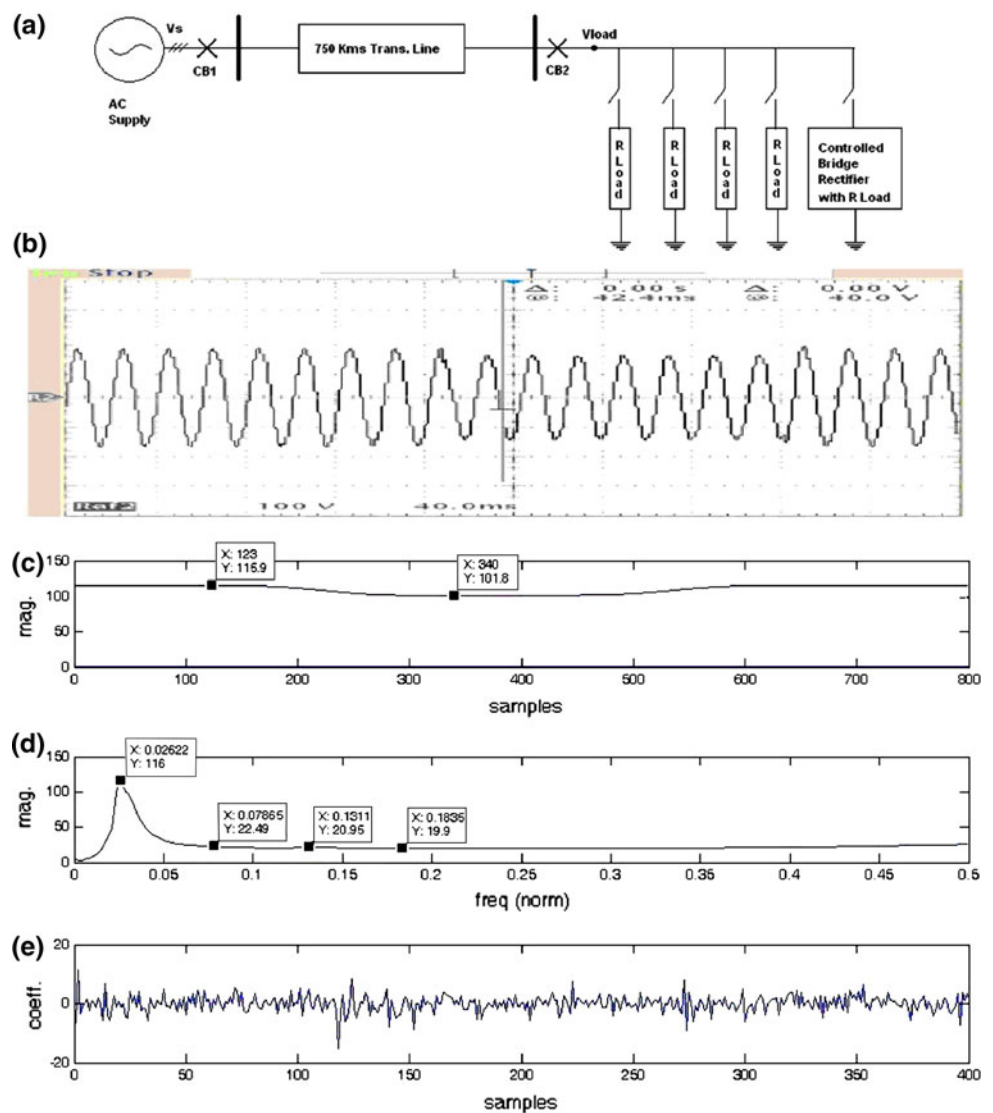 (a)
Vs
CB1
AC
Supply
750 Kms Trans. Line
CB2
Vload
R Load
R Load
R Load
R Load
Controlled
Bridge
Rectifier
with R Load
(b)
Stop
T
Δ: 0.00 s Δ: 0.00 V
@: 42.4ms @: 40.0 V
100 V 40.0ms
(c)
mag.
150
100
50
0
X: 123
Y: 115.9
X: 340
Y: 101.8
0 100 200 300 400 500 600 700 800
samples
(d)
mag.
150
100
50
0
X: 0.02622
Y: 116
X: 0.07865
Y: 22.49
X: 0.1311
Y: 20.95
X: 0.1835
Y: 19.9
0 0.05 0.1 0.15 0.2 0.25 0.3 0.35 0.4 0.45 0.5
freq (norm)
(e)
coeff.
20
0
-20
0 50 100 150 200 250 300 350 400
samples